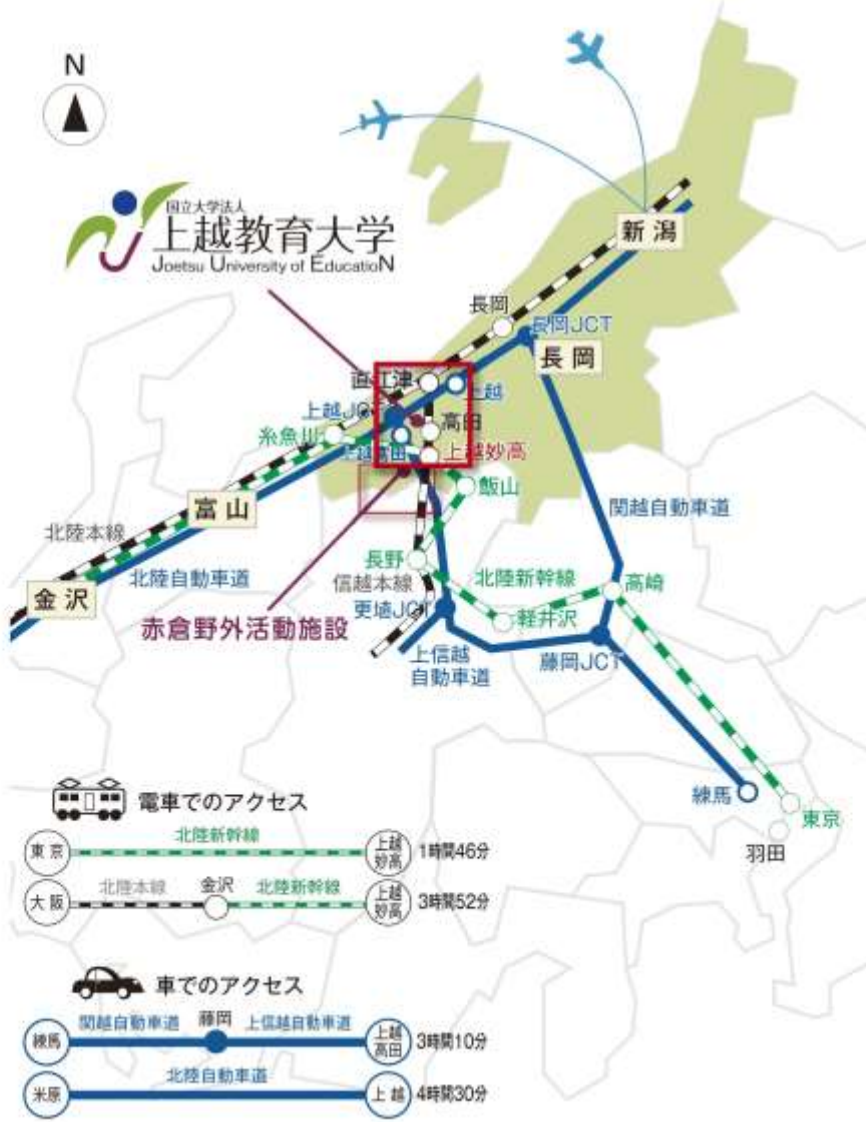 N
国立大学法人
上越教育大学
Joetsu University of EducatioN
新潟
長岡
長岡JCT
長岡
直江津
上越
上越JCT
高田
糸魚川
上越高田
上越妙高
飯山
富山
関越自動車道
北陸本線
長野
北陸新幹線
高崎
北陸自動車道
信越本線
金沢
更埴JCT
軽井沢
赤倉野外活動施設
上信越
自動車道
藤岡JCT
練馬
東京
羽田
電車でのアクセス
北陸新幹線
東京
上越
妙高
1時間46分
北陸本線
金沢
北陸新幹線
大阪
上越
妙高
3時間52分
車でのアクセス
関越自動車道
藤岡
上信越自動車道
練馬
上越
高田
3時間10分
北陸自動車道
米原
上越
4時間30分